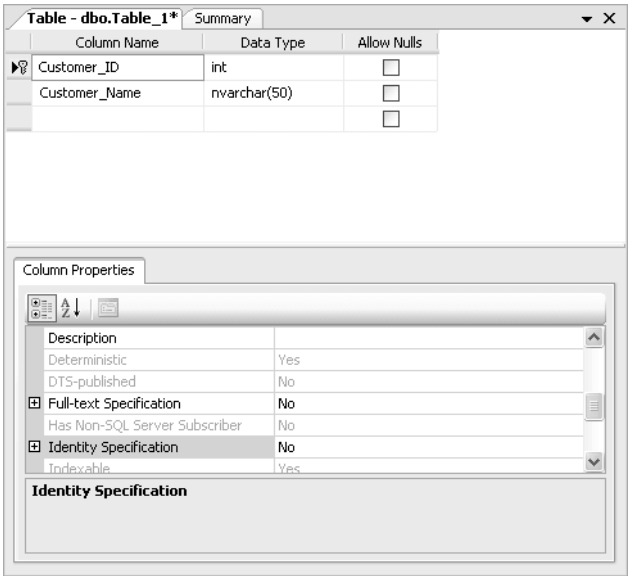 Table - dbo.Table_1* Summary
Column Name Data Type Allow Nulls
Customer_ID int
Customer_Name nvarchar(50)
Column Properties
Description
Deterministic Yes
DTS-published No
Full-text Specification No
Has Non-SQL Server Subscriber No
Identity Specification No
Indexable Yes
Identity Specification